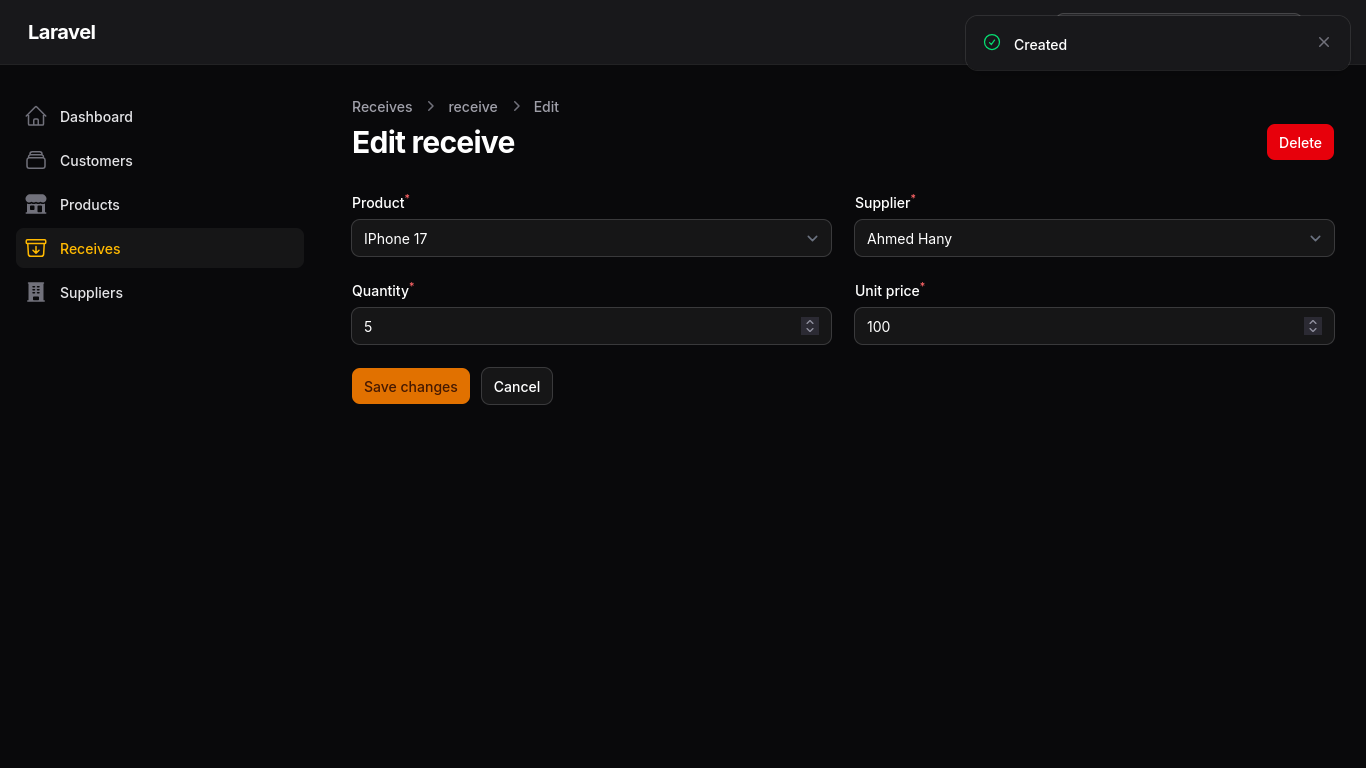 Laravel
Created
Dashboard
Customers
Products
Receives
Suppliers
Receives receive Edit
Edit receive
Delete
Product*
Supplier*
IPhone 17
Ahmed Hany
Quantity*
Unit price*
5
100
Save changes
Cancel